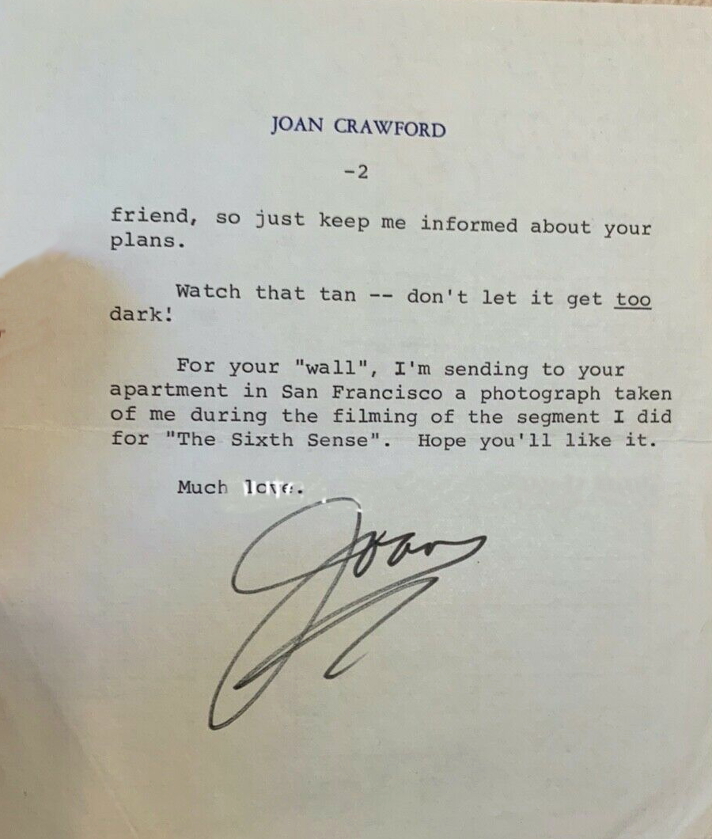 JOAN CRAWFORD
-2
friend, so just keep me informed about your
plans.
Watch that tan -- don't let it get too
dark!
For your "wall", I'm sending to your
apartment in San Francisco a photograph taken
of me during the filming of the segment I did
for "The Sixth Sense".  Hope you'll like it.
Much love.
Joan